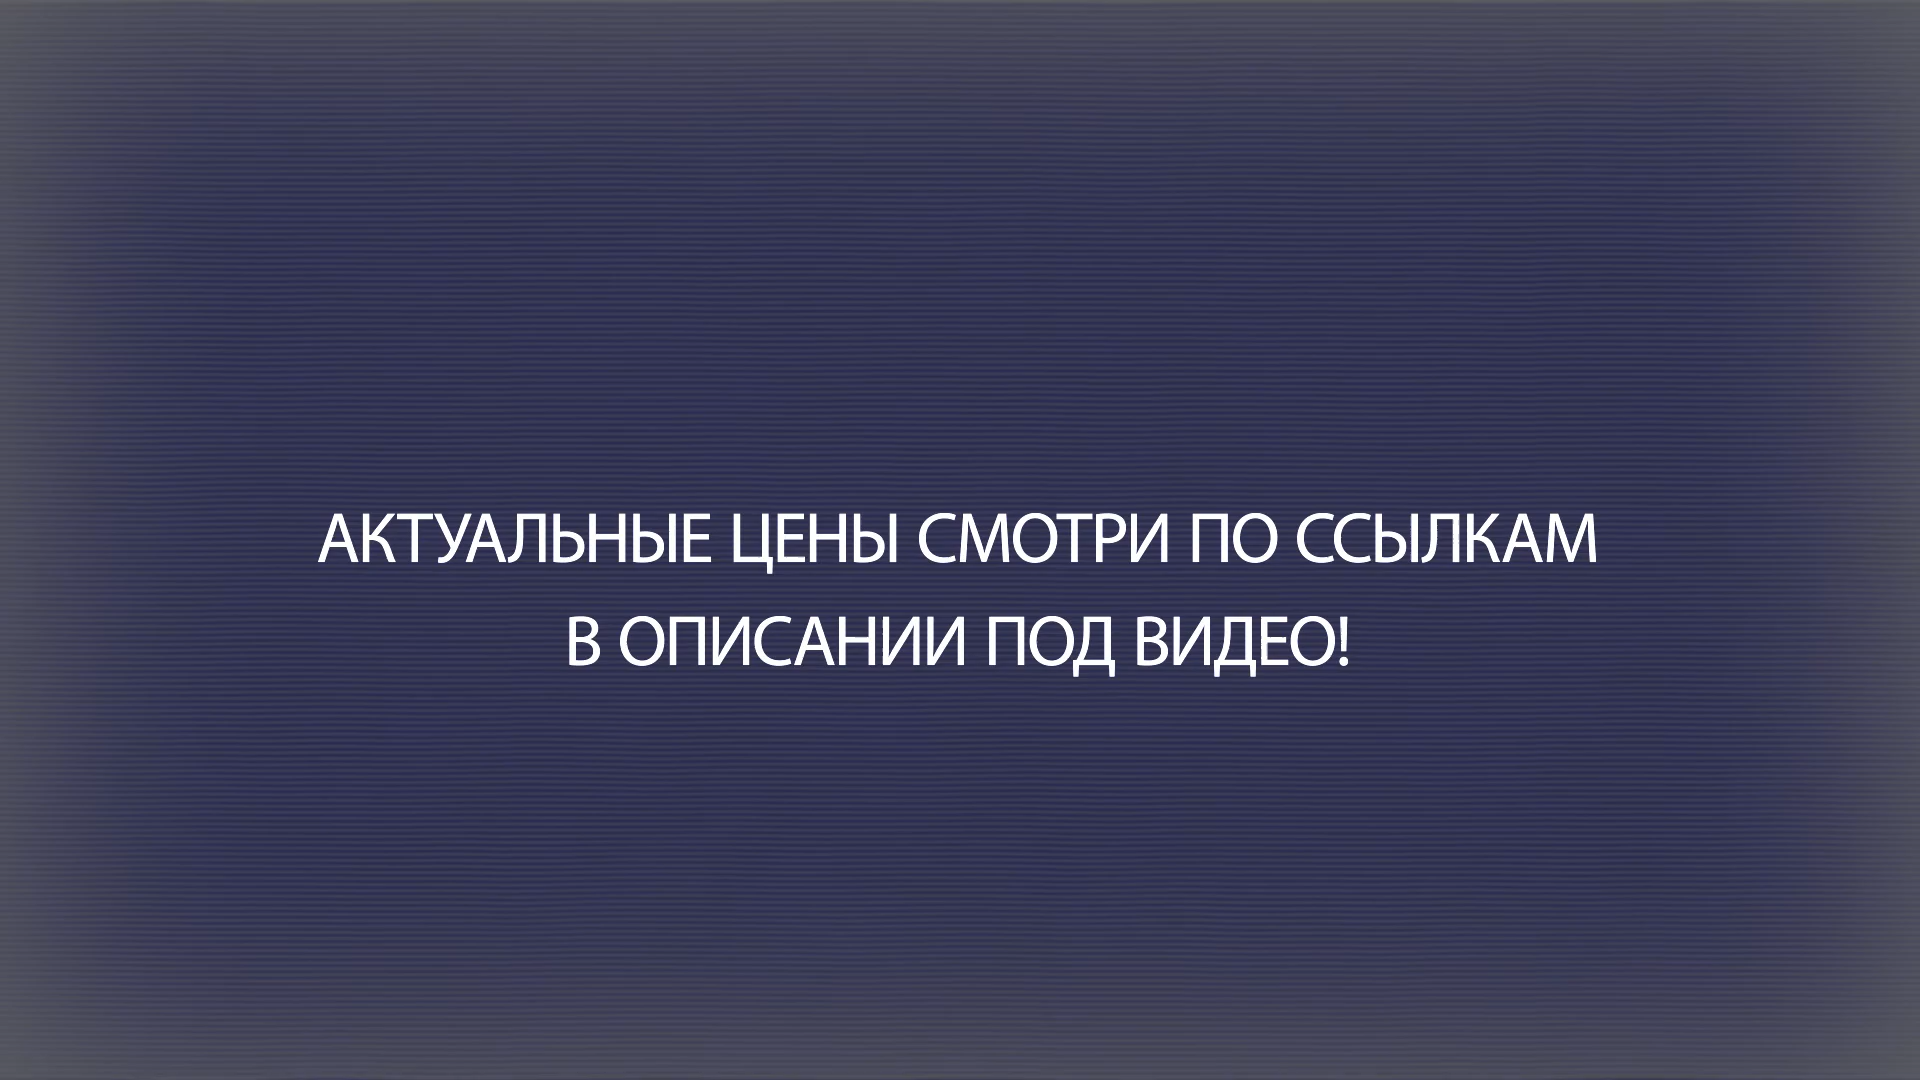 АКТУАЛЬНЫЕ ЦЕНЫ СМОТРИ ПО ССЫЛКАМ
В ОПИСАНИИ ПОД ВИДЕО!